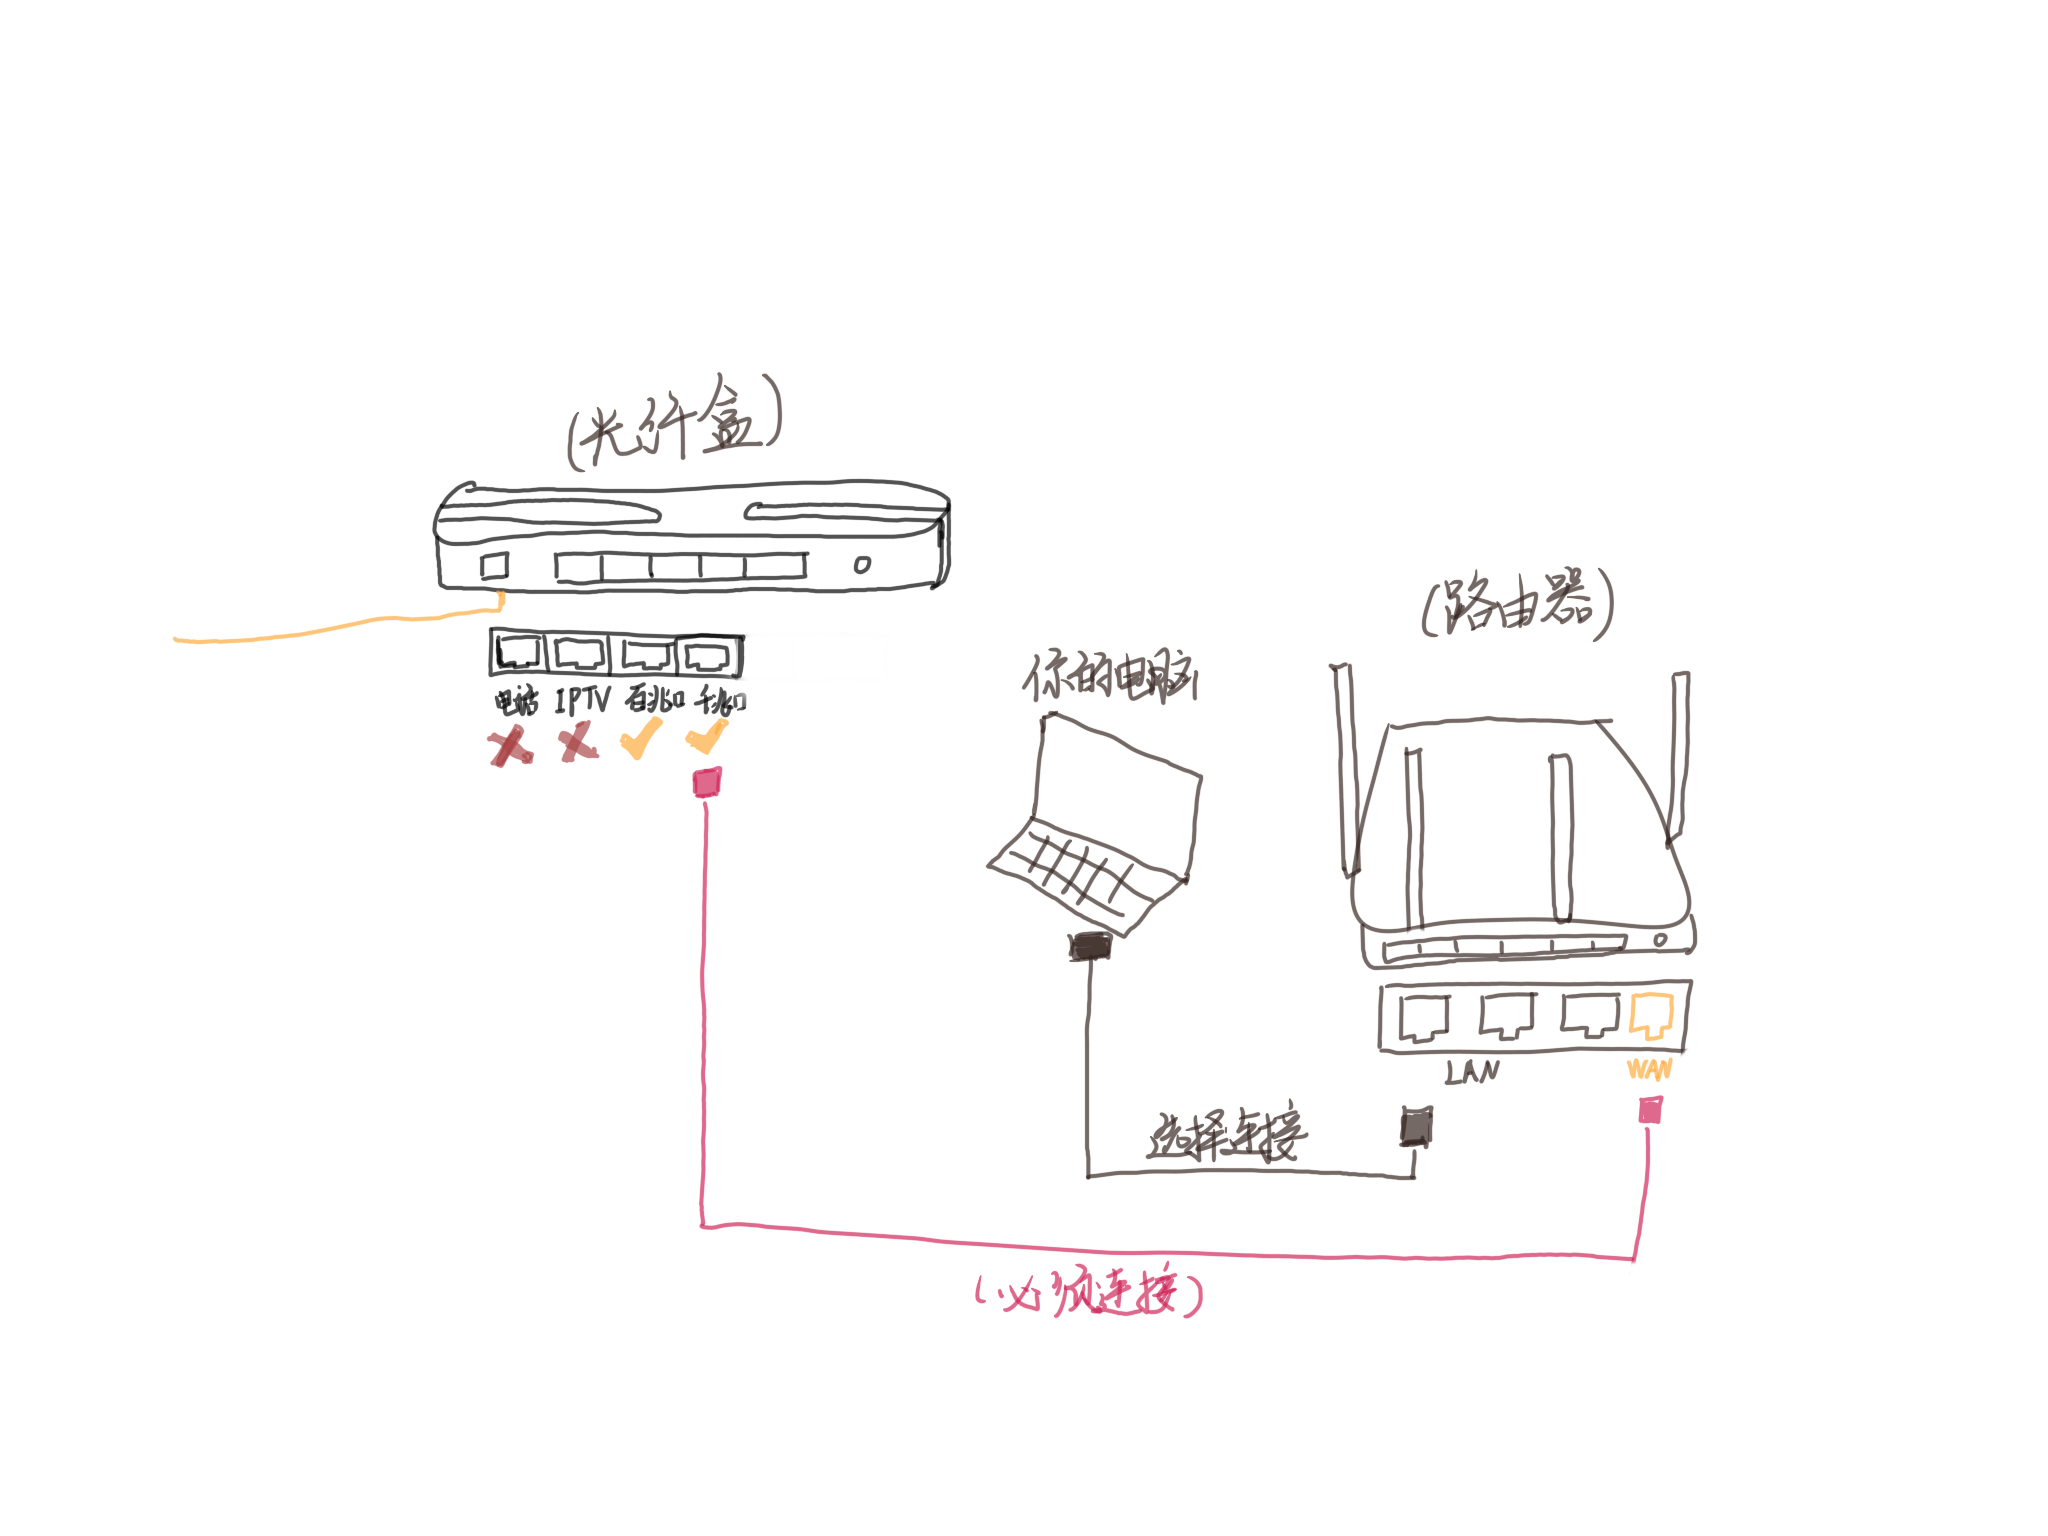 (光纤盒)
电话 IPTV 百兆口 千兆口
你的电脑
(路由器)
LAN WAN
选择连接
(必须连接)